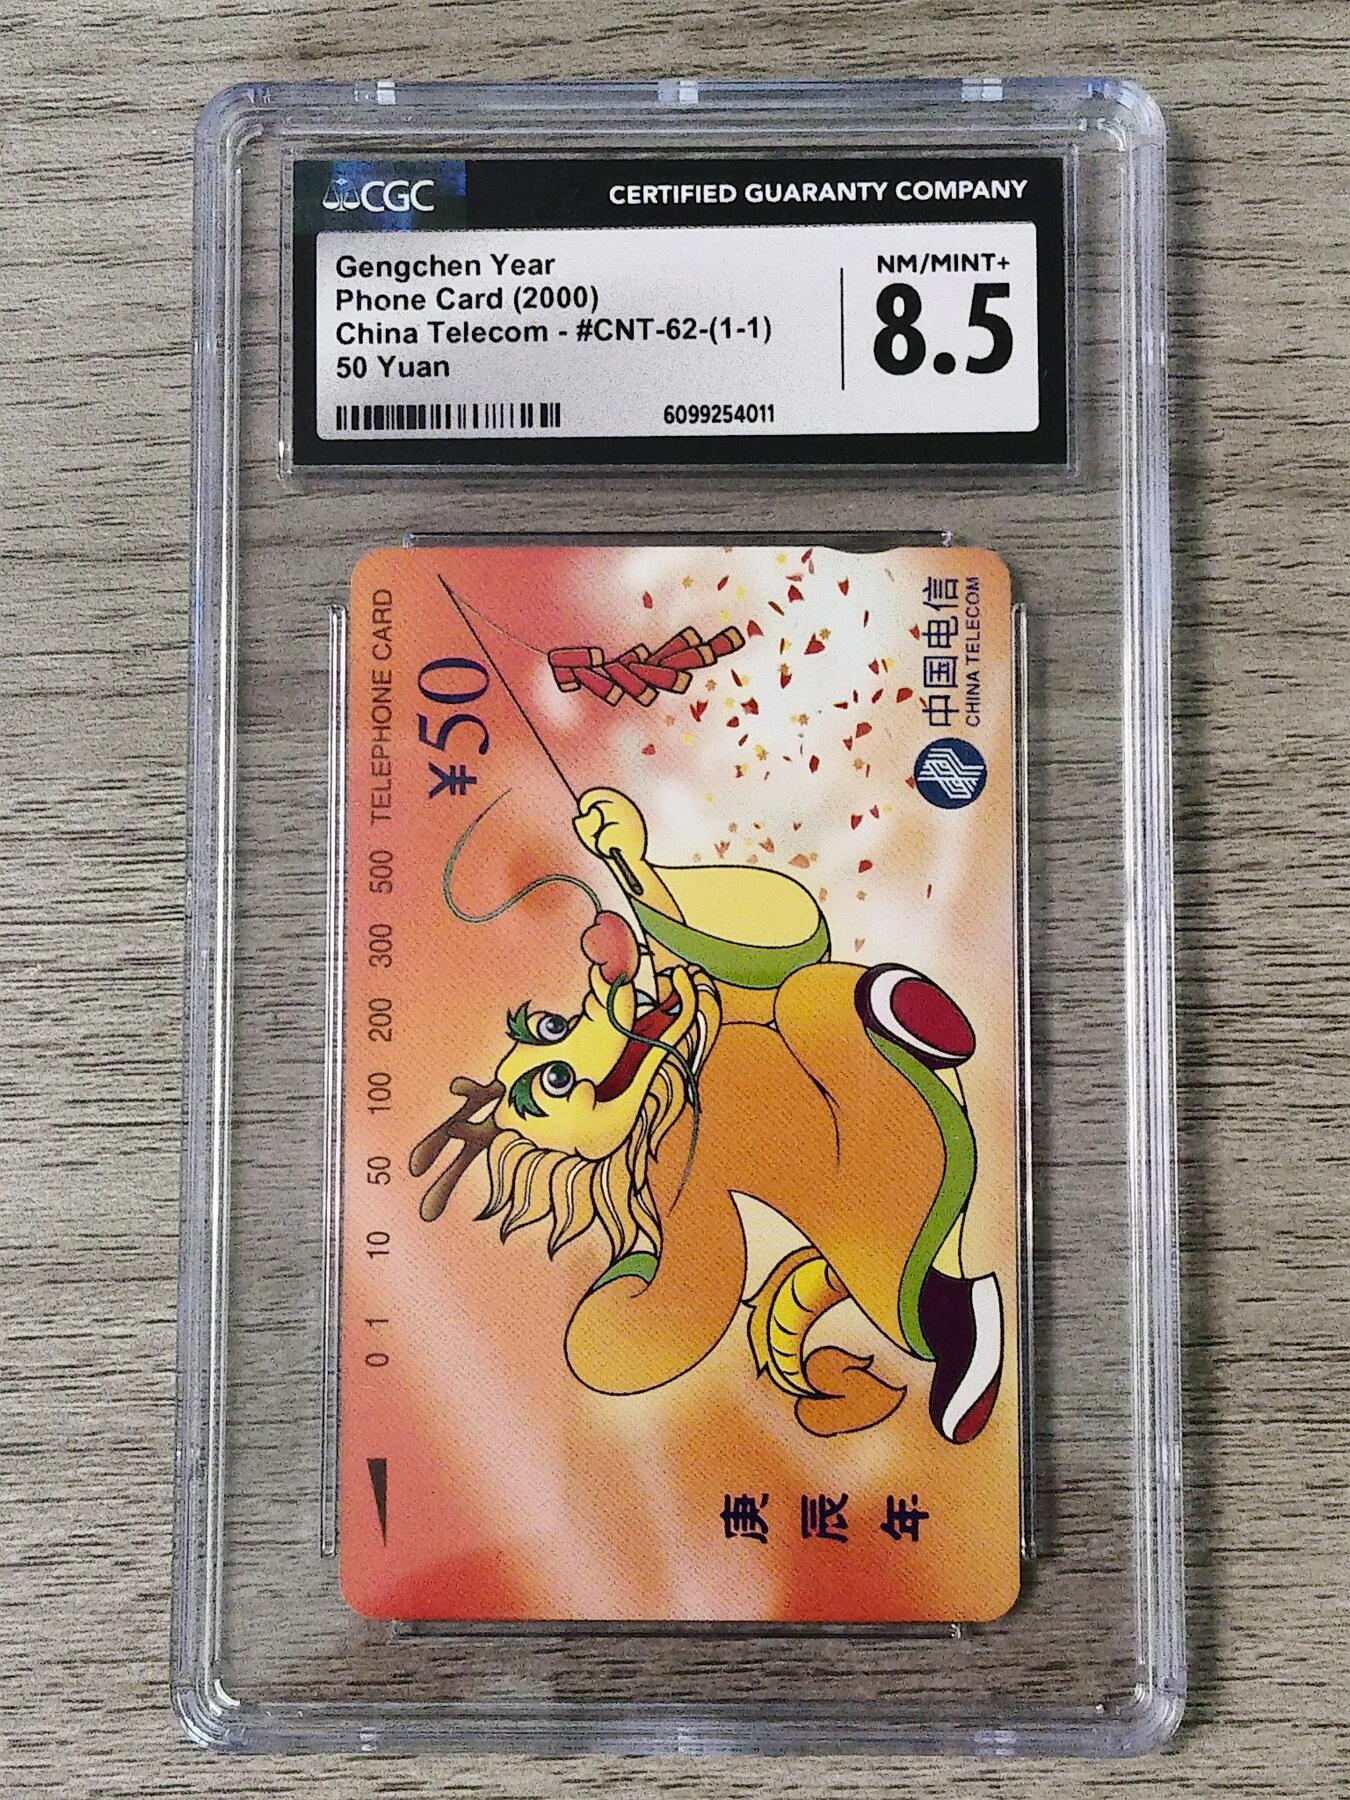 CGC
CERTIFIED GUARANTY COMPANY
Gengchen Year
Phone Card (2000)
China Telecom - #CNT-62-(1-1)
50 Yuan
NM/MINT+
8.5
6099254011
0 1 10 50 100 200 300 500 TELEPHONE CARD
¥50
中国电信
CHINA TELECOM
庚辰年